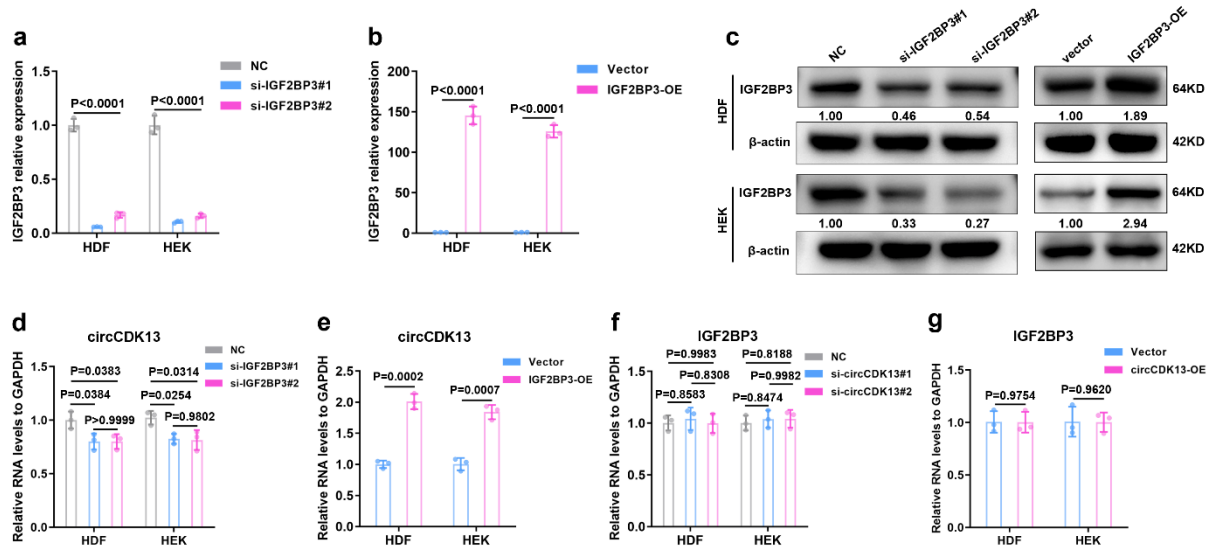 a
IGF2BP3 relative expression
1.5
1.0
0.5
0.0
NC
si-IGF2BP3#1
si-IGF2BP3#2
P<0.0001
P<0.0001
HDF
HEK
b
IGF2BP3 relative expression
200
150
100
50
0
Vector
IGF2BP3-OE
P<0.0001
P<0.0001
HDF
HEK
c
NC
si-IGF2BP3#1
si-IGF2BP3#2
vector
IGF2BP3-OE
HDF
IGF2BP3
64KD
1.00 0.46 0.54 1.00 1.89
β-actin
42KD
HEK
IGF2BP3
64KD
1.00 0.33 0.27 1.00 2.94
β-actin
42KD
d
circCDK13
Relative RNA levels to GAPDH
1.5
1.0
0.5
0.0
NC
si-IGF2BP3#1
si-IGF2BP3#2
P=0.0383
P=0.0314
P=0.0384
P=0.0254
P>0.9999
P=0.9802
HDF
HEK
e
circCDK13
Relative RNA levels to GAPDH
2.5
2.0
1.5
1.0
0.5
0.0
Vector
IGF2BP3-OE
P=0.0002
P=0.0007
HDF
HEK
f
IGF2BP3
Relative RNA levels to GAPDH
1.5
1.0
0.5
0.0
NC
si-circCDK13#1
si-circCDK13#2
P=0.9983
P=0.8188
P=0.8308
P=0.9982
P=0.8583
P=0.8474
HDF
HEK
g
IGF2BP3
Relative RNA levels to GAPDH
1.5
1.0
0.5
0.0
Vector
circCDK13-OE
P=0.9754
P=0.9620
HDF
HEK